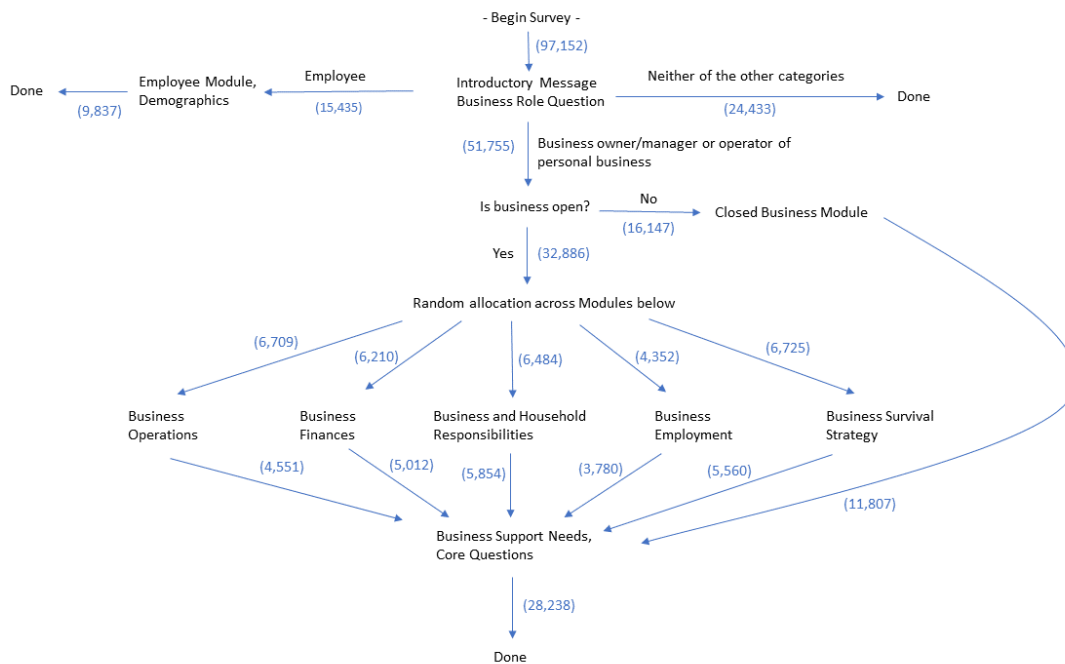 - Begin Survey -
(97,152)
Employee Module,
Demographics
Employee
Introductory Message
Business Role Question
Neither of the other categories
Done
(9,837)
(15,435)
(24,433)
Done
(51,755)
Business owner/manager or operator of
personal business
Is business open?
No
(16,147)
Closed Business Module
Yes
(32,886)
Random allocation across Modules below
(6,709)
(6,210)
(6,484)
(4,352)
(6,725)
Business
Operations
Business
Finances
Business and Household
Responsibilities
Business
Employment
Business Survival
Strategy
(4,551)
(5,012)
(5,854)
(3,780)
(5,560)
(11,807)
Business Support Needs,
Core Questions
(28,238)
Done